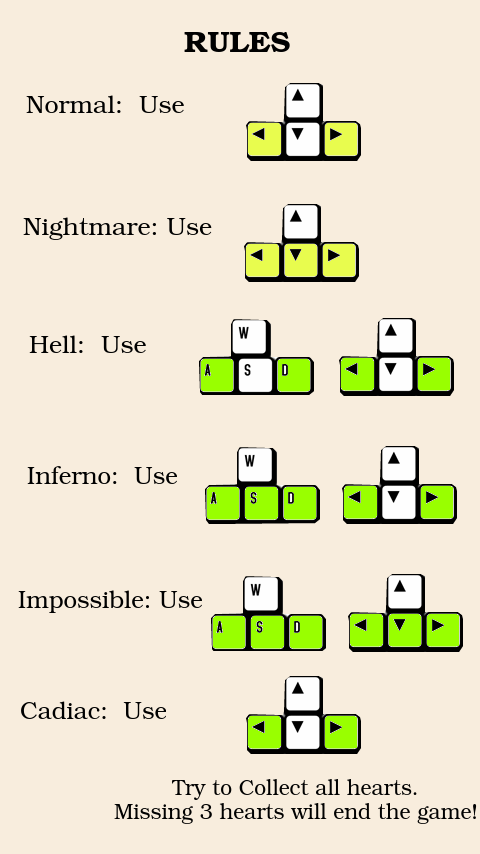 RULES
Normal: Use
▲
◀ ▼ ▶
Nightmare: Use
▲
◀ ▼ ▶
Hell: Use
W ▲
A S D ◀ ▼ ▶
Inferno: Use
W ▲
A S D ◀ ▼ ▶
Impossible: Use
W ▲
A S D ◀ ▼ ▶
Cadiac: Use
▲
◀ ▼ ▶
Try to Collect all hearts.
Missing 3 hearts will end the game!